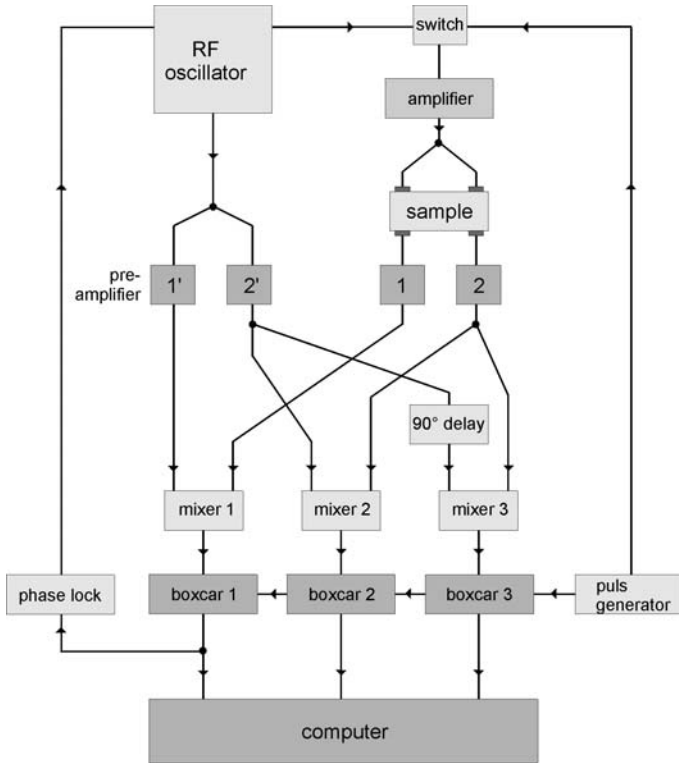 switch
RF
oscillator
amplifier
sample
pre-
amplifier
1'
2'
1
2
90° delay
mixer 1
mixer 2
mixer 3
phase lock
boxcar 1
boxcar 2
boxcar 3
puls
generator
computer